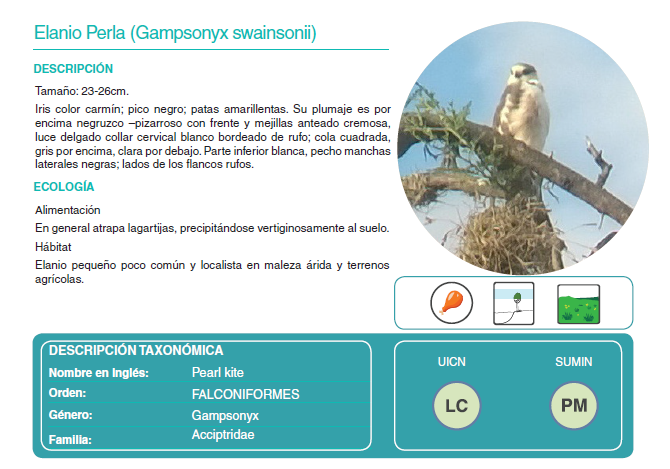 Elanio Perla (Gampsonyx swainsonii)
DESCRIPCIÓN
Tamaño: 23-26cm.
Iris color carmín; pico negro; patas amarillentas. Su plumaje es por
encima negruzco –pizarroso con frente y mejillas anteado cremosa,
luce delgado collar cervical blanco bordeado de rufo; cola cuadrada,
gris por encima, clara por debajo. Parte inferior blanca, pecho manchas
laterales negras; lados de los flancos rufos.
ECOLOGÍA
Alimentación
En general atrapa lagartijas, precipitándose vertiginosamente al suelo.
Hábitat
Elanio pequeño poco común y localista en maleza árida y terrenos
agrícolas.
DESCRIPCIÓN TAXONÓMICA
Nombre en Inglés: Pearl kite
Orden: FALCONIFORMES
Género: Gampsonyx
Familia: Acciptridae
UICN SUMIN
LC PM